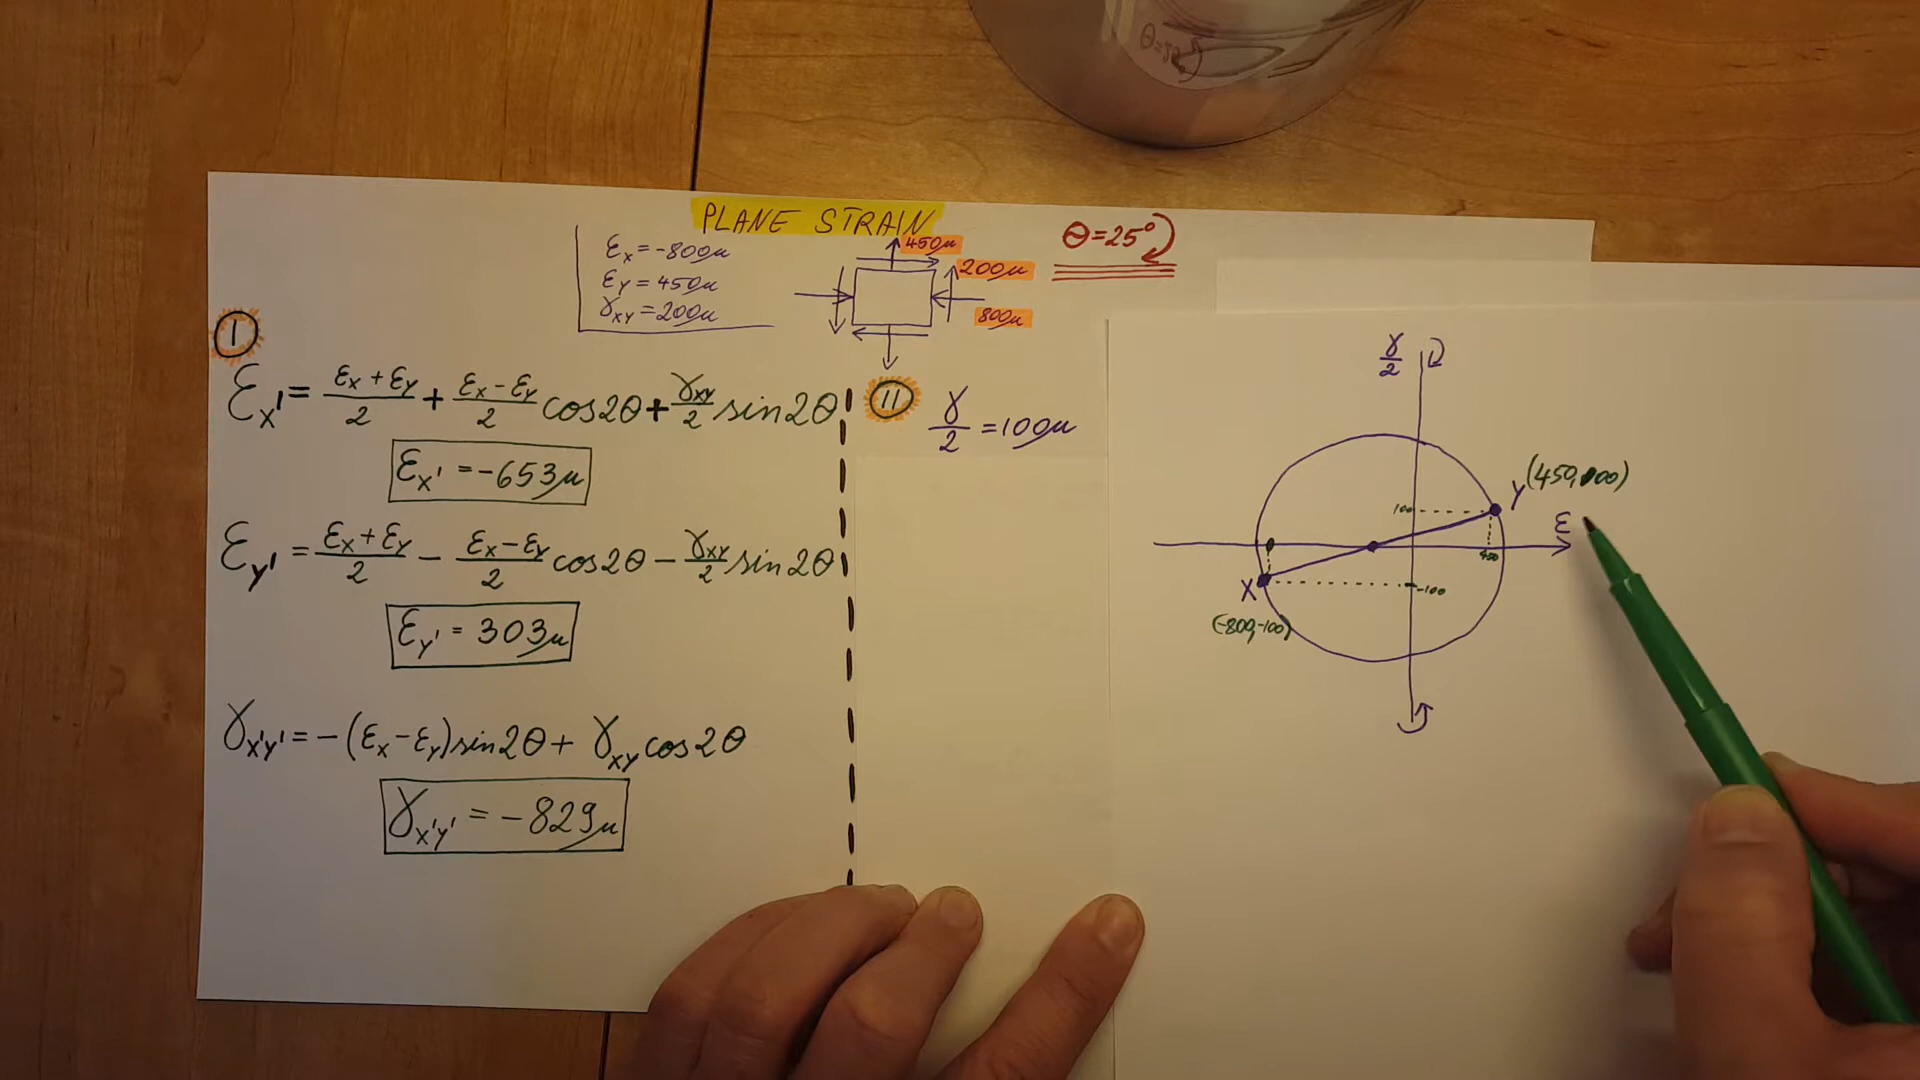 PLANE STRAIN
εx = -800μ
εy = 450μ
γxy = 200μ
450μ
200μ
800μ
θ=25°
I
εx' = (εx + εy)/2 + (εx - εy)/2 cos2θ + γxy/2 sin2θ
εx' = -653μ
εy' = (εx + εy)/2 - (εx - εy)/2 cos2θ - γxy/2 sin2θ
εy' = 303μ
γx'y' = -(εx - εy)sin2θ + γxy cos2θ
γx'y' = -829μ
II
γ/2 = 100μ
γ/2
Y (450,100)
100
ε
450
X
-100
(-800,-100)